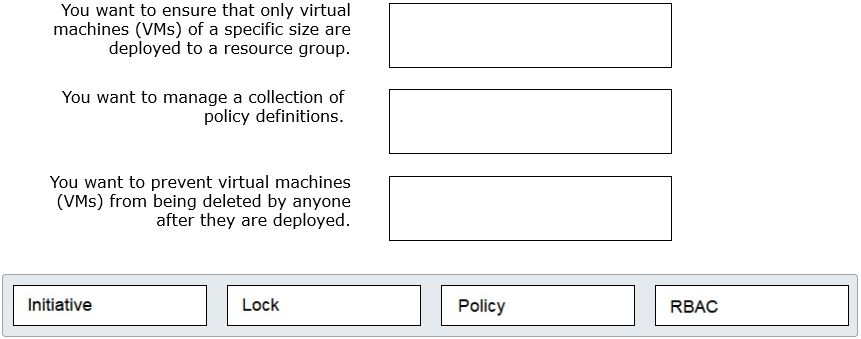 You want to ensure that only virtual
machines (VMs) of a specific size are
deployed to a resource group.
You want to manage a collection of
policy definitions.
You want to prevent virtual machines
(VMs) from being deleted by anyone
after they are deployed.
Initiative
Lock
Policy
RBAC